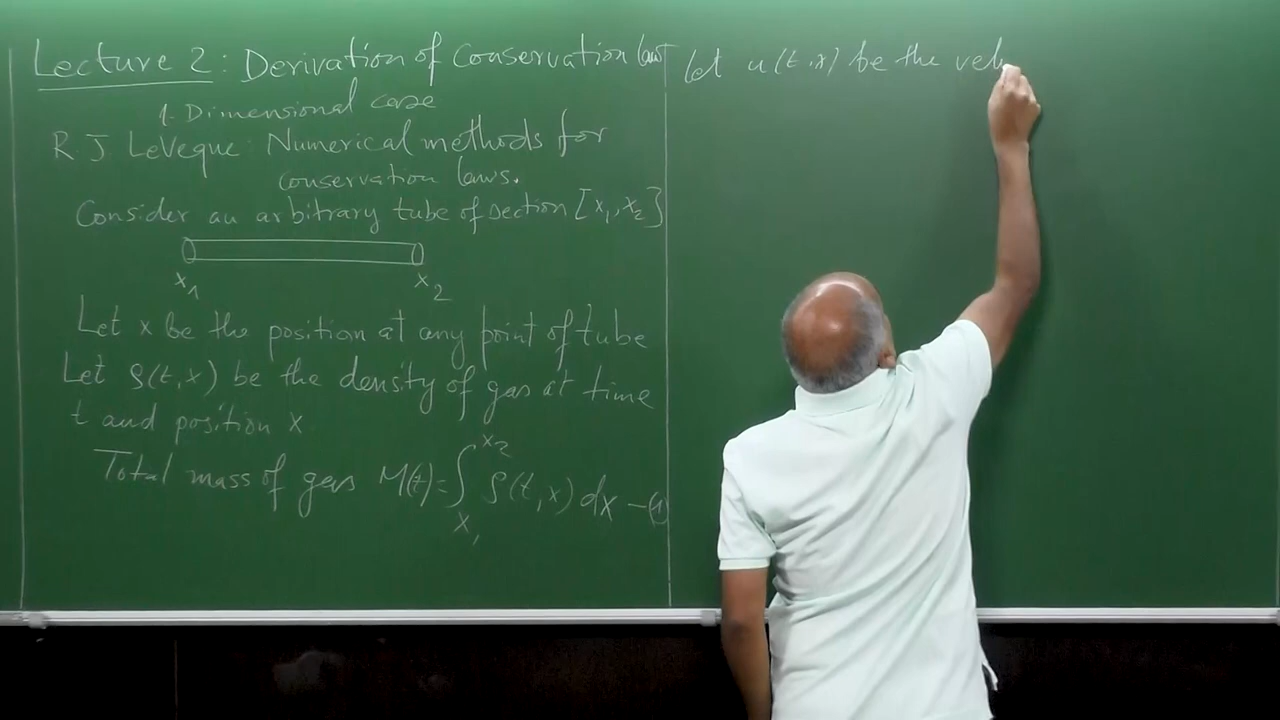 Lecture 2: Derivation of Conservation law
1. Dimensional case
R. J LeVeque: Numerical methods for
conservation laws.
Consider an arbitrary tube of section [x₁, x₂]
x₁ x₂
Let x be the position at any point of tube
Let ρ(t,x) be the density of gas at time
t and position x
Total mass of gas M(t) = ∫_{x₁}^{x₂} ρ(t,x) dx – (1)
Let u(t,x) be the velo